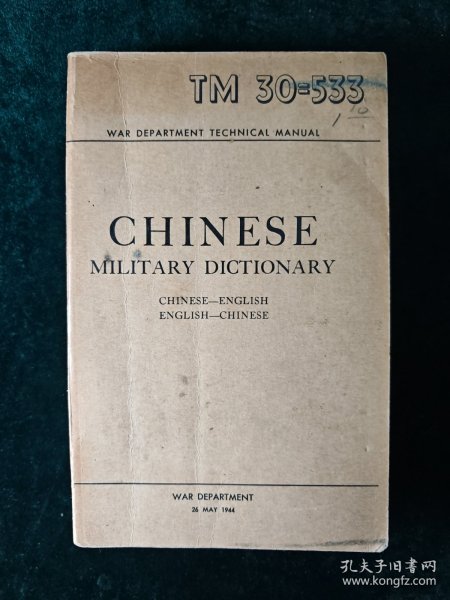 TM 30-533
WAR DEPARTMENT TECHNICAL MANUAL
CHINESE
MILITARY DICTIONARY
CHINESE—ENGLISH
ENGLISH—CHINESE
WAR DEPARTMENT
26 MAY 1944
孔夫子旧书网
www.kongfz.com